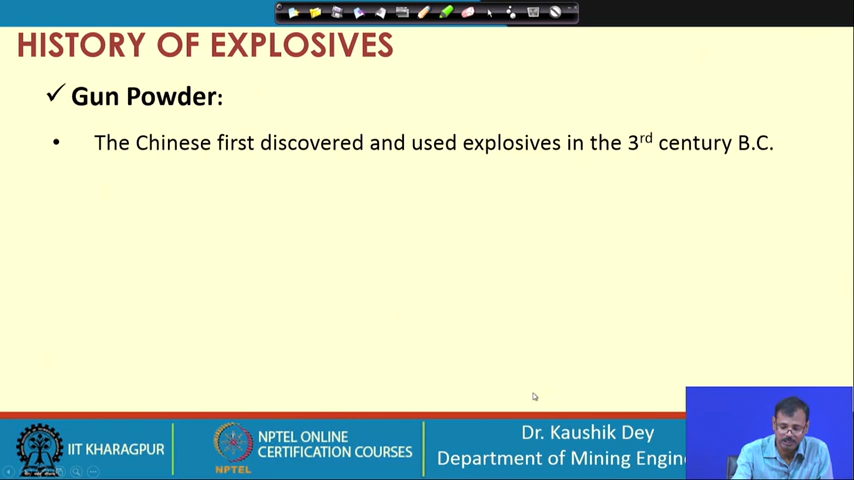 HISTORY OF EXPLOSIVES
✓ Gun Powder:
• The Chinese first discovered and used explosives in the 3rd century B.C.
IIT KHARAGPUR
NPTEL
NPTEL ONLINE
CERTIFICATION COURSES
Dr. Kaushik Dey
Department of Mining Engine